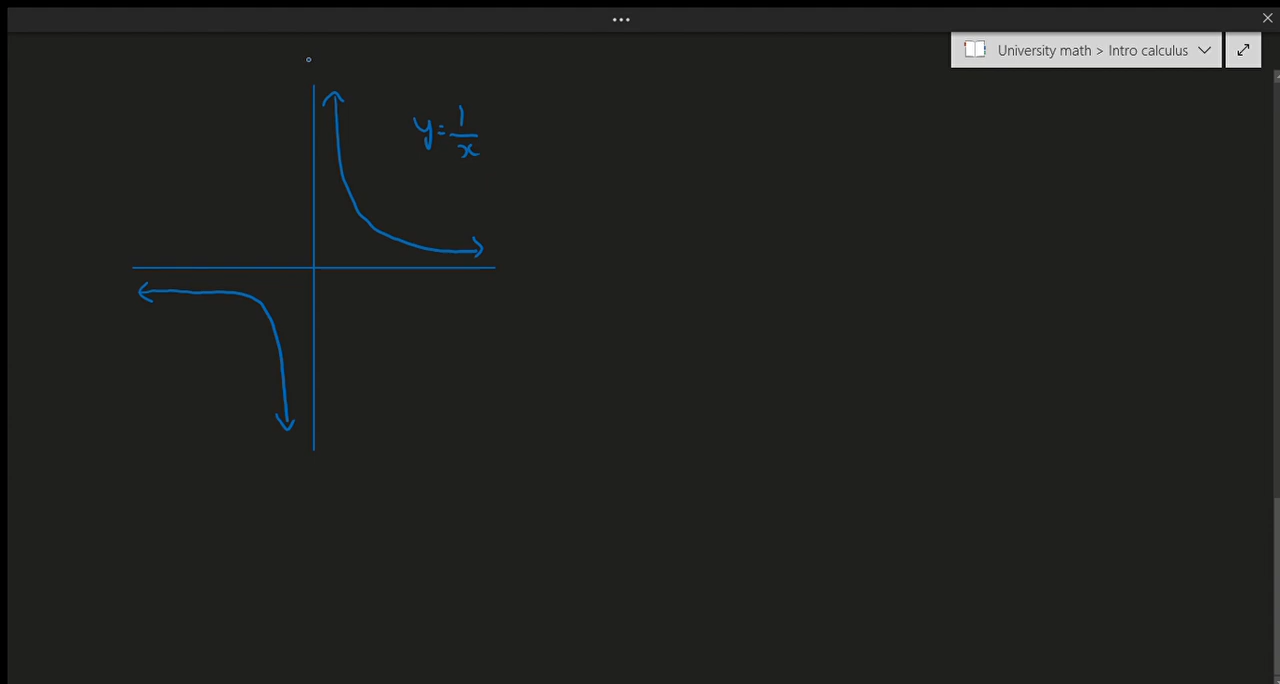 University math > Intro calculus
y = 1/x